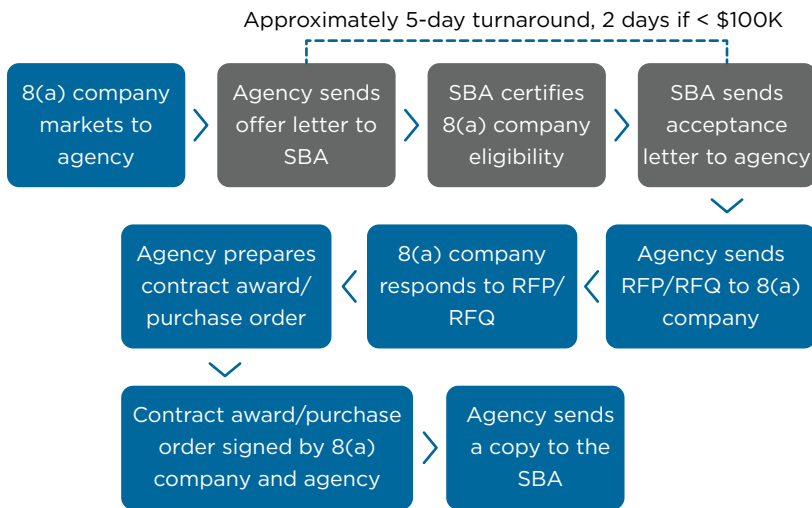 Approximately 5-day turnaround, 2 days if < $100K
8(a) company
markets to
agency
Agency sends
offer letter to
SBA
SBA certifies
8(a) company
eligibility
SBA sends
acceptance
letter to agency
Agency sends
RFP/RFQ to 8(a)
company
8(a) company
responds to RFP/
RFQ
Agency prepares
contract award/
purchase order
Contract award/purchase
order signed by 8(a)
company and agency
Agency sends
a copy to the
SBA